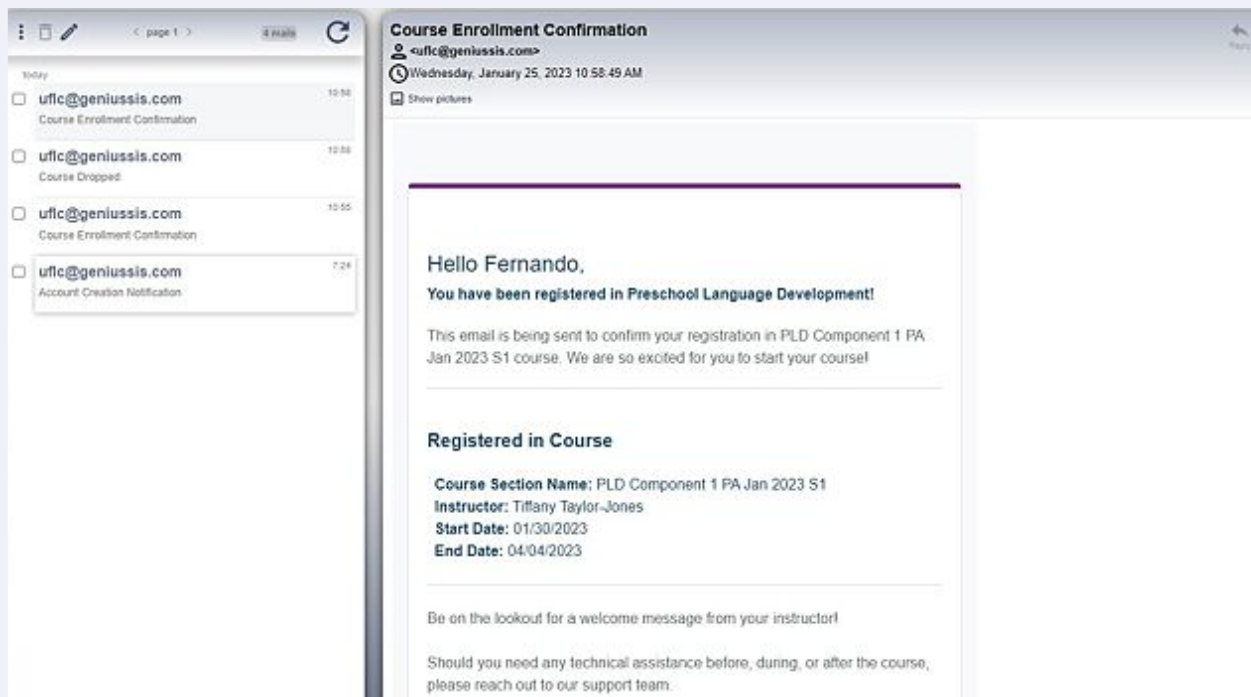 page 1
4 mails
today
uflc@geniussis.com
10:58
Course Enrollment Confirmation
uflc@geniussis.com
Course Dropped
uflc@geniussis.com
10:55
Course Enrollment Confirmation
uflc@geniussis.com
7:24
Account Creation Notification
Course Enrollment Confirmation
<uflc@geniussis.com>
Wednesday, January 25, 2023 10:58:49 AM
Show pictures
Hello Fernando,
You have been registered in Preschool Language Development!
This email is being sent to confirm your registration in PLD Component 1 PA
Jan 2023 S1 course. We are so excited for you to start your course!
Registered in Course
Course Section Name: PLD Component 1 PA Jan 2023 S1
Instructor: Tiffany Taylor-Jones
Start Date: 01/30/2023
End Date: 04/04/2023
Be on the lookout for a welcome message from your instructor!
Should you need any technical assistance before, during, or after the course,
please reach out to our support team.